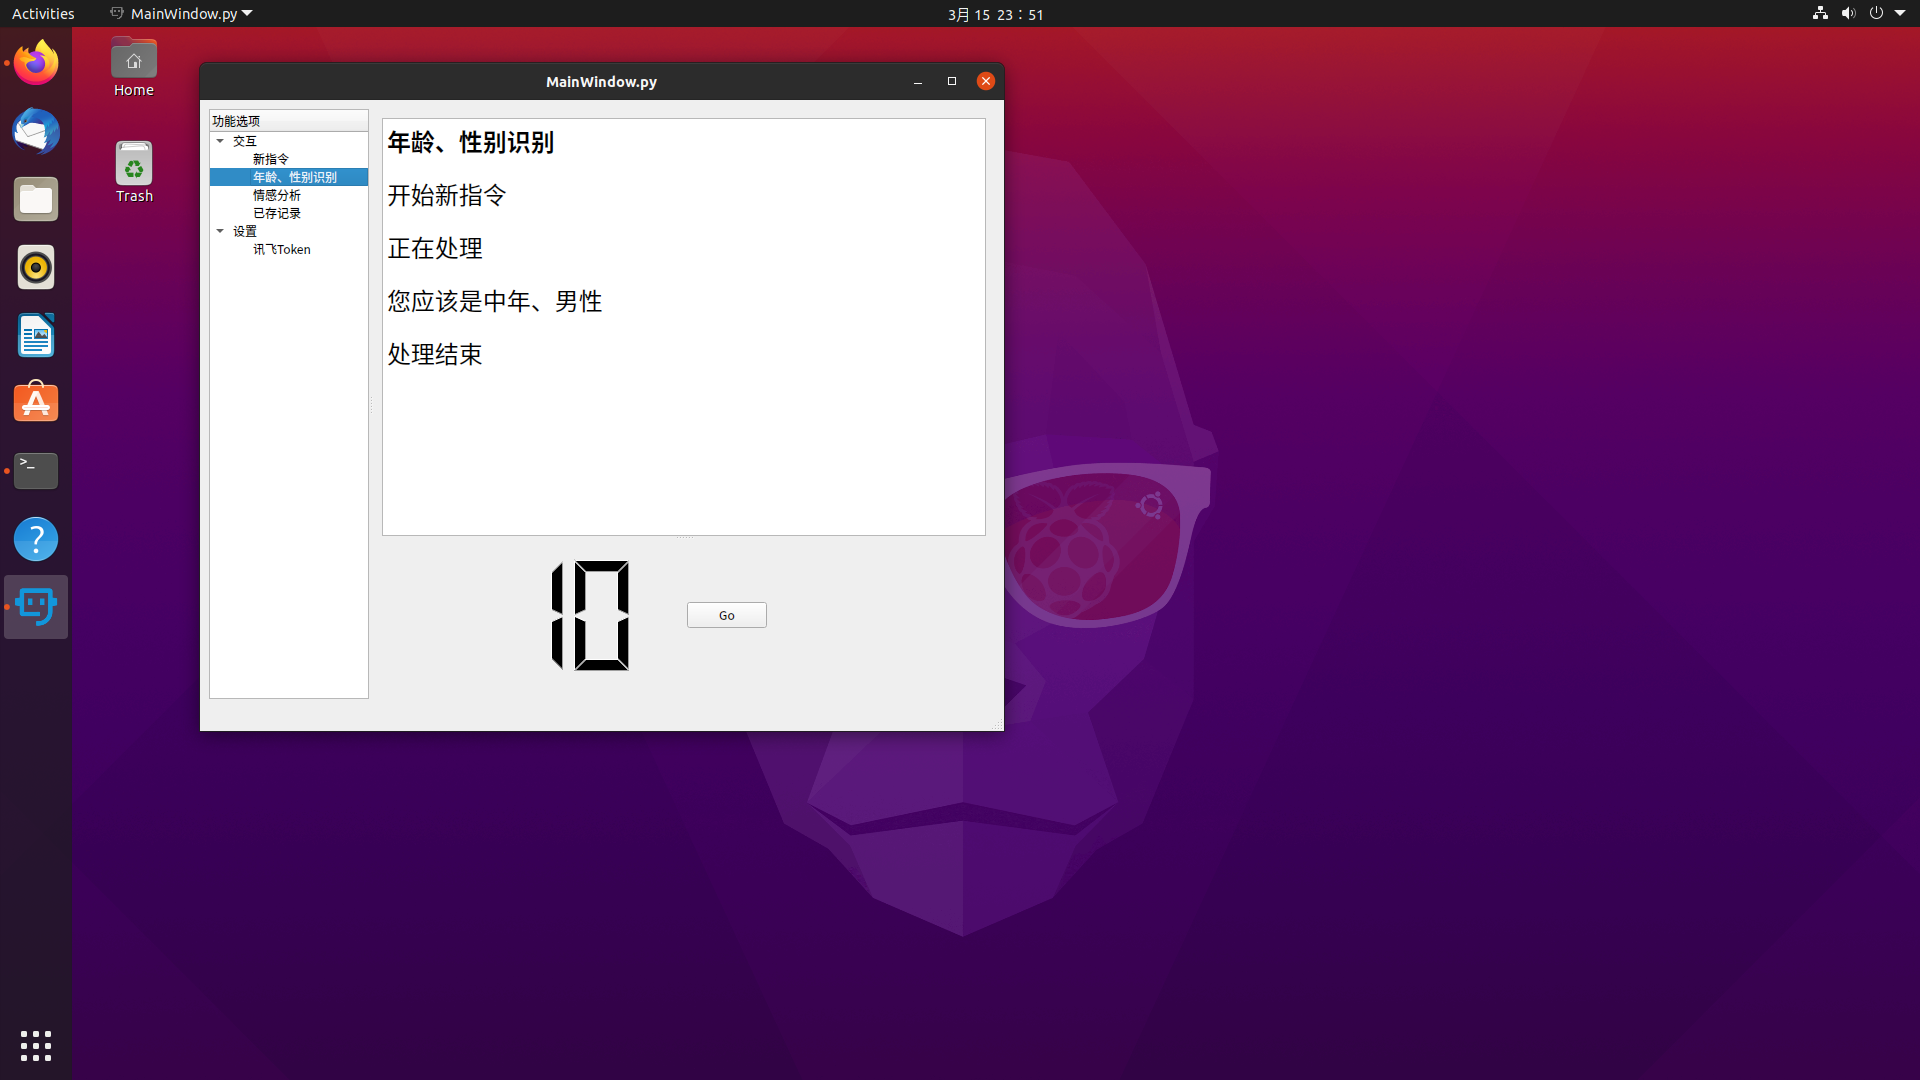 Activities
MainWindow.py
3月 15 23：51
Home
Trash
MainWindow.py
功能选项
交互
新指令
年龄、性别识别
情感分析
已存记录
设置
讯飞Token
年龄、性别识别
开始新指令
正在处理
您应该是中年、男性
处理结束
10
Go